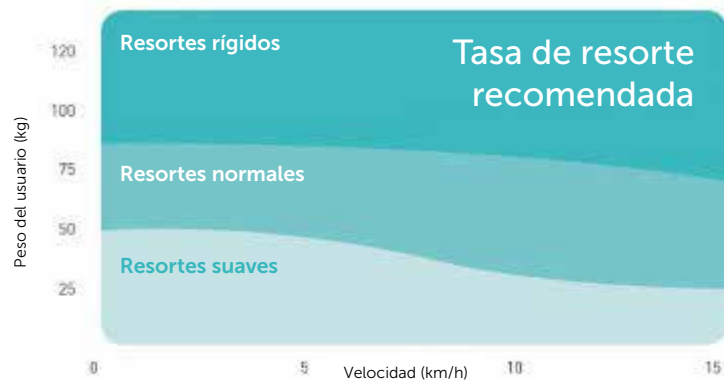 Tasa de resorte
recomendada
Resortes rígidos
Resortes normales
Resortes suaves
Peso del usuario (kg)
120
100
75
50
25
0
5
10
15
Velocidad (km/h)